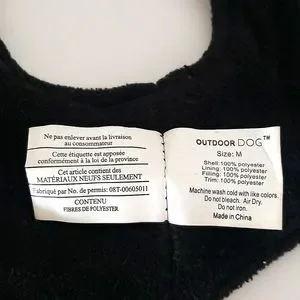 Ne pas enlever avant la livraison
au consommateur
Cette étiquette est apposée
conformément à la loi de la province
Cet article contient des
MATÉRIAUX NEUFS SEULEMENT
Fabriqué par No. de permis: 08T-00605011
CONTENU
FIBRES DE POLYESTER
OUTDOOR DOG™
Size: M
Shell: 100% polyester
Lining: 100% polyester
Filling: 100% polyester
Trim: 100% polyester
Machine wash cold with like colors.
Do not bleach. Air Dry.
Do not iron.
Made in China